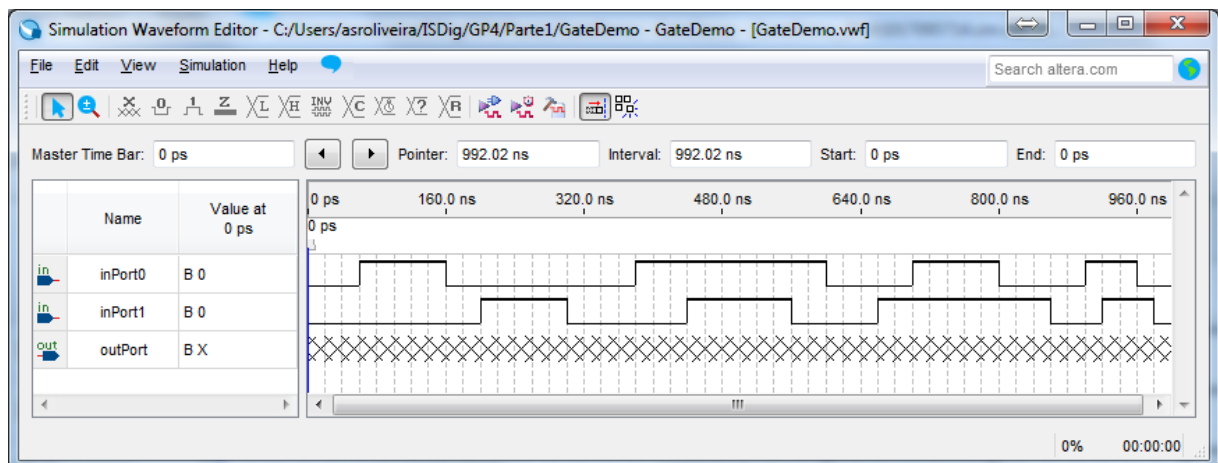 Simulation Waveform Editor - C:/Users/asroliveira/ISDig/GP4/Parte1/GateDemo - GateDemo - [GateDemo.vwf]
File Edit View Simulation Help
Search altera.com
Master Time Bar: 0 ps Pointer: 992.02 ns Interval: 992.02 ns Start: 0 ps End: 0 ps
Name Value at 0 ps
0 ps 160.0 ns 320.0 ns 480.0 ns 640.0 ns 800.0 ns 960.0 ns
0 ps
in inPort0 B 0
in inPort1 B 0
out outPort B X
0% 00:00:00